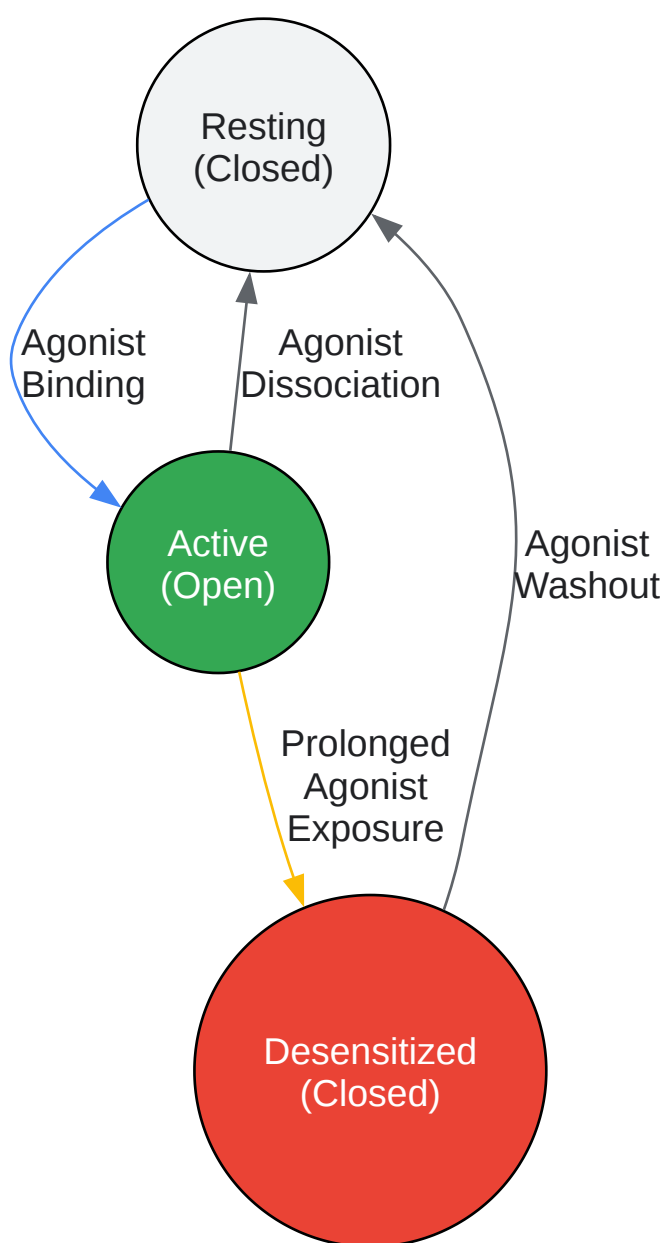 Resting
(Closed)
Agonist
Binding
Agonist
Dissociation
Active
(Open)
Agonist
Washout
Prolonged
Agonist
Exposure
Desensitized
(Closed)